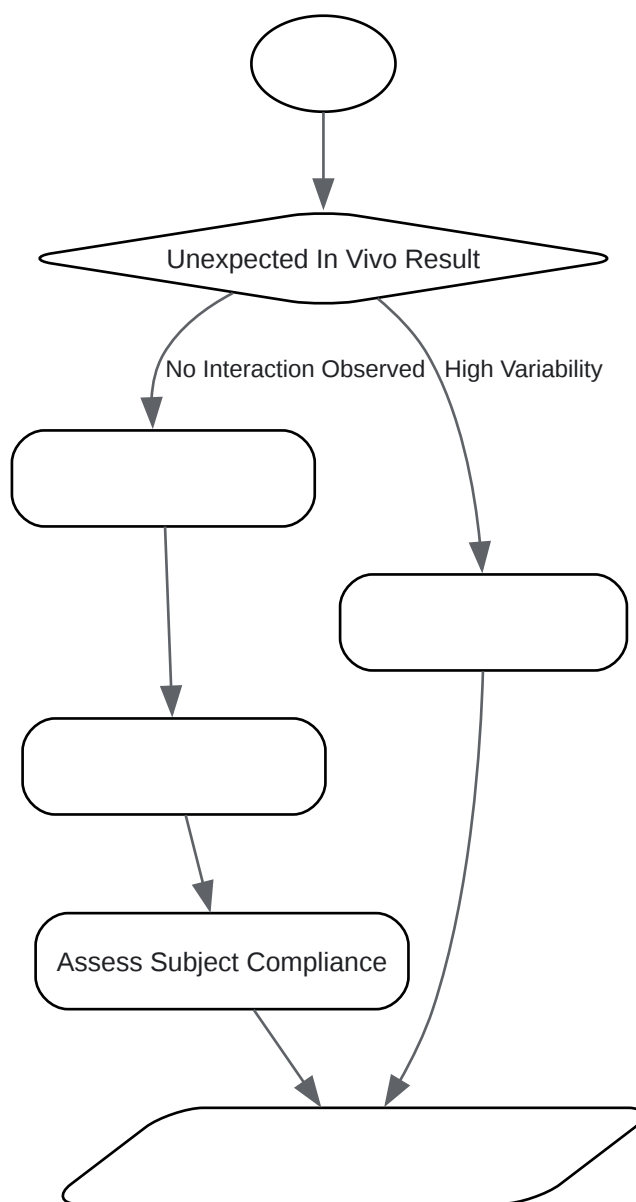 Unexpected In Vivo Result
No Interaction Observed
High Variability
Assess Subject Compliance